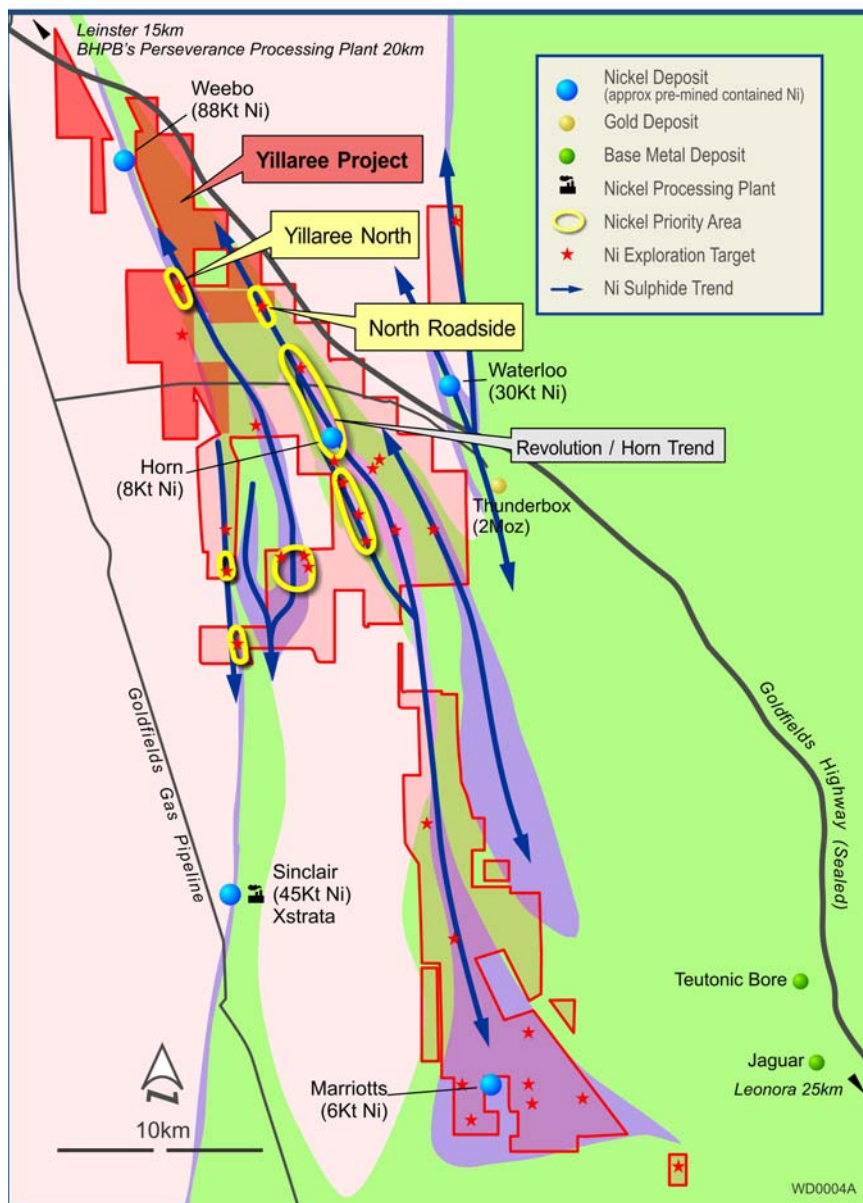 Leinster 15km
BHPB's Perseverance Processing Plant 20km
Weebo
(88Kt Ni)
Yillaree Project
Yillaree North
North Roadside
Nickel Deposit
(approx pre-mined contained Ni)
Gold Deposit
Base Metal Deposit
Nickel Processing Plant
Nickel Priority Area
Ni Exploration Target
Ni Sulphide Trend
Waterloo
(30Kt Ni)
Revolution / Horn Trend
Horn
(8Kt Ni)
Thunderbox
(2Moz)
Goldfields Gas Pipeline
Goldfields Highway (Sealed)
Sinclair
(45Kt Ni)
Xstrata
Teutonic Bore
Jaguar
Leonora 25km
Marriotts
(6Kt Ni)
N
10km
WD0004A